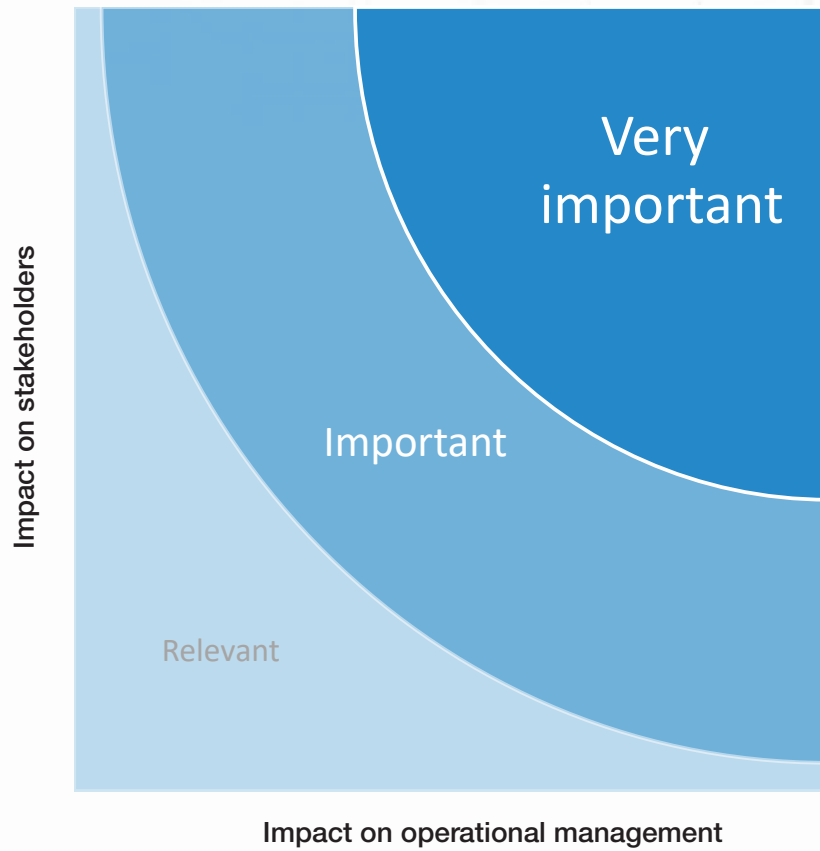 Very
important
Impact on stakeholders
Important
Relevant
Impact on operational management